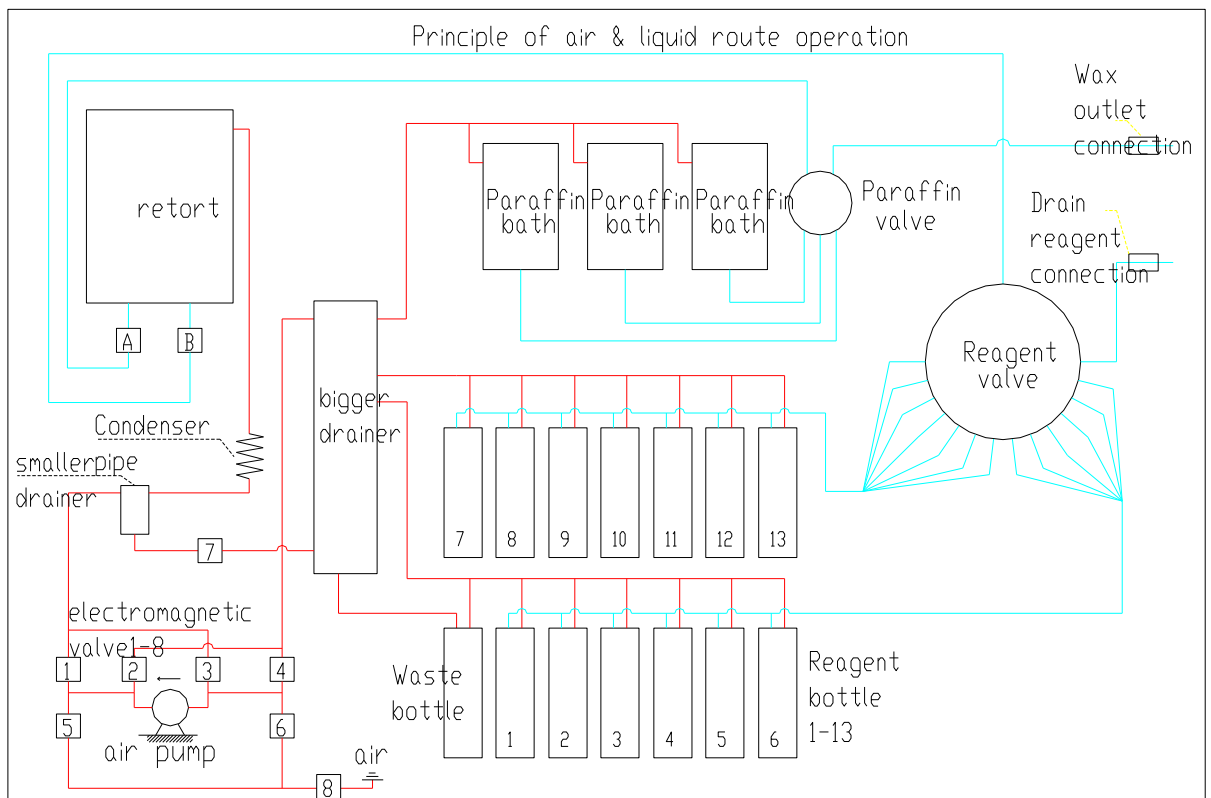 Principle of air & liquid route operation
Wax
outlet
connection
retort
Paraffin
bath
Paraffin
bath
Paraffin
bath
Paraffin
valve
Drain
reagent
connection
A
B
Reagent
valve
bigger
drainer
Condenser
smallerpipe
drainer
7
8
9
10
11
12
13
7
electromagnetic
valve1-8
1
2
3
4
5
6
air pump
air
8
Waste
bottle
1
2
3
4
5
6
Reagent
bottle
1-13